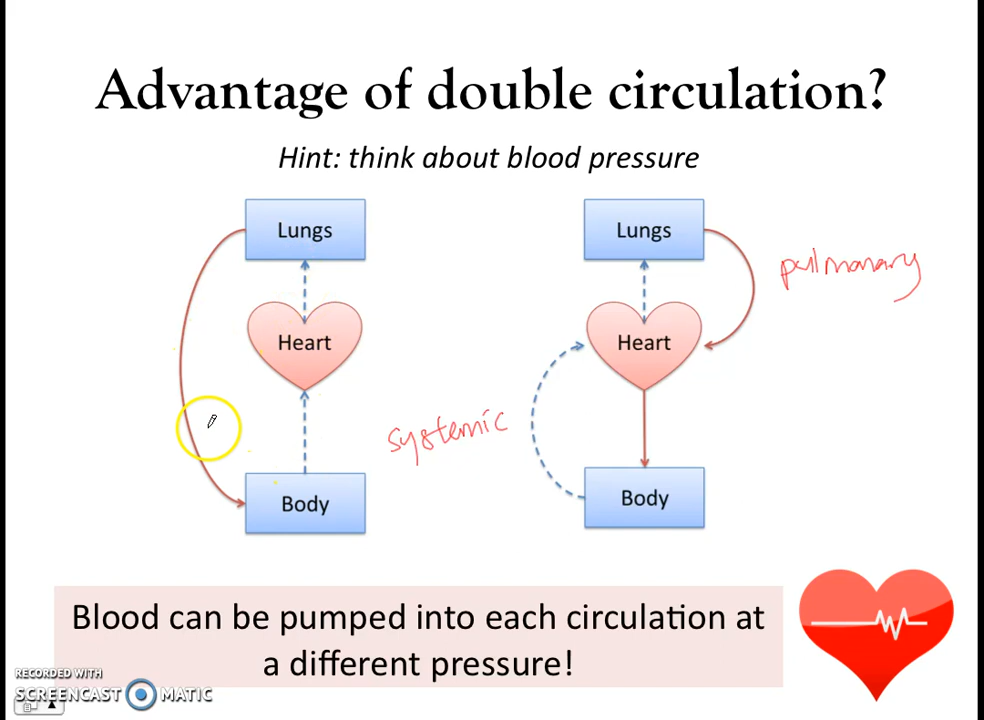 Advantage of double circulation?
Hint: think about blood pressure
Lungs
Lungs
pulmonary
Heart
Heart
systemic
Body
Body
Blood can be pumped into each circulation at
a different pressure!
RECORDED WITH
SCREENCAST MATIC